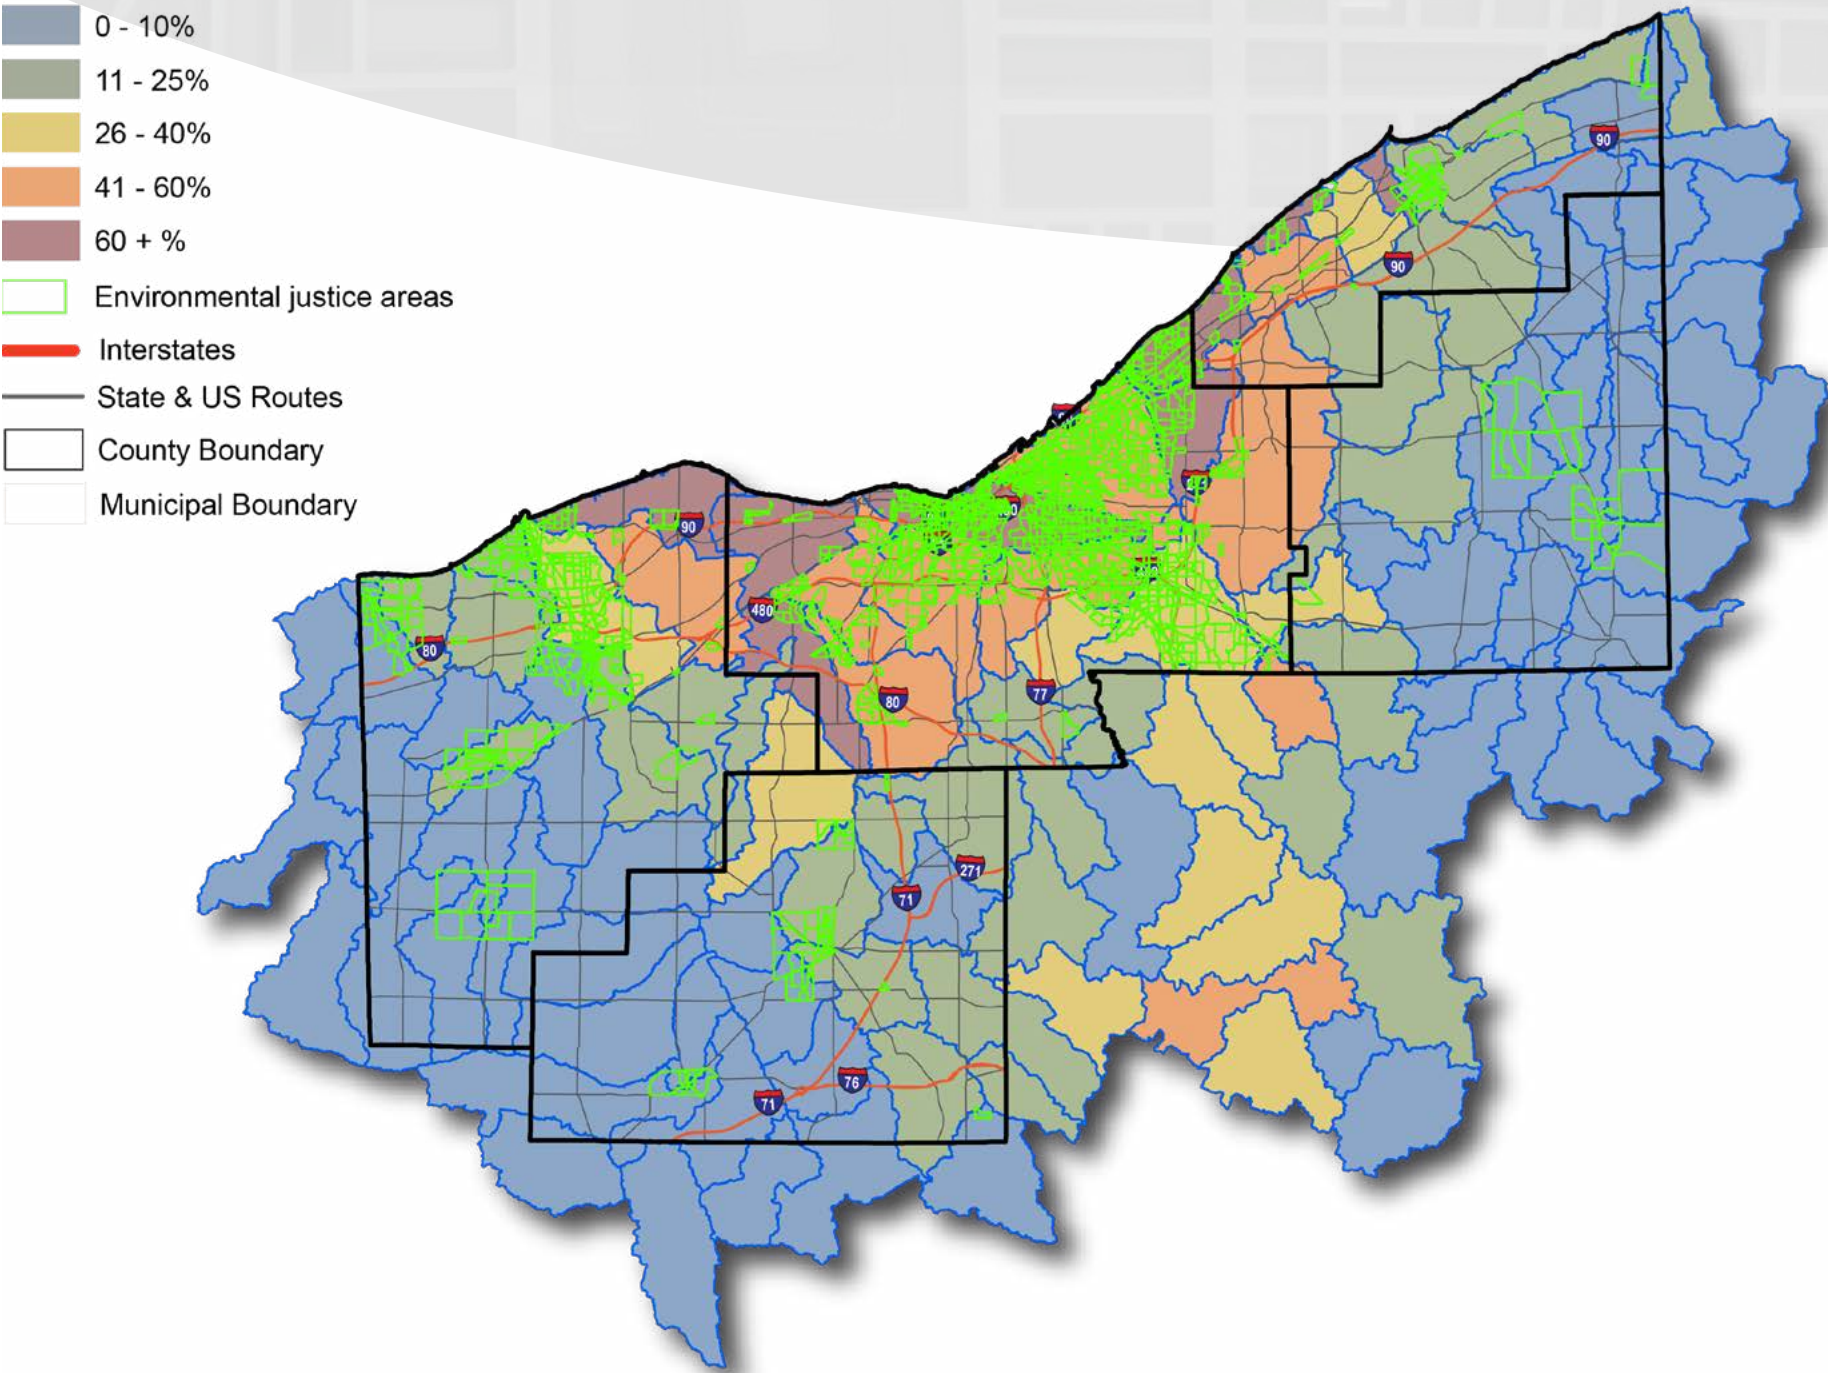 0 - 10%
11 - 25%
26 - 40%
41 - 60%
60 + %
Environmental justice areas
Interstates
State & US Routes
County Boundary
Municipal Boundary
90
90
90
480
80
80
77
271
71
76
71